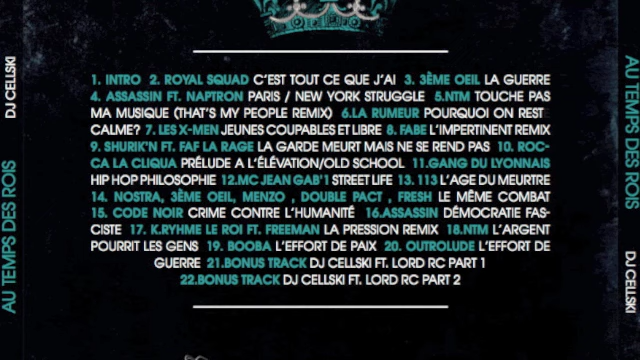 1. INTRO 2. ROYAL SQUAD C'EST TOUT CE QUE J'AI 3. 3ÈME OEIL LA GUERRE
4. ASSASSIN FT. NAPTRON PARIS / NEW YORK STRUGGLE 5.NTM TOUCHE PAS
MA MUSIQUE (THAT'S MY PEOPLE REMIX) 6.LA RUMEUR POURQUOI ON REST
CALME? 7. LES X-MEN JEUNES COUPABLES ET LIBRE 8. FABE L'IMPERTINENT REMIX
9. SHURIK'N FT. FAF LA RAGE LA GARDE MEURT MAIS NE SE REND PAS 10. ROC-
CA LA CLIQUA PRÉLUDE A L'ÉLÉVATION/OLD SCHOOL 11.GANG DU LYONNAIS
HIP HOP PHILOSOPHIE 12.MC JEAN GAB'1 STREET LIFE 13. 113 L'AGE DU MEURTRE
14. NOSTRA, 3ÈME OEIL, MENZO , DOUBLE PACT , FRESH LE MÊME COMBAT
15. CODE NOIR CRIME CONTRE L'HUMANITÉ 16.ASSASSIN DÉMOCRATIE FAS-
CISTE 17. K.RYHME LE ROI FT. FREEMAN LA PRESSION REMIX 18.NTM L'ARGENT
POURRIT LES GENS 19. BOOBA L'EFFORT DE PAIX 20. OUTROLUDE L'EFFORT DE
GUERRE 21.BONUS TRACK DJ CELLSKI FT. LORD RC PART 1
22.BONUS TRACK DJ CELLSKI FT. LORD RC PART 2
AU TEMPS DES ROIS
DJ CELLSKI
AU TEMPS DES ROIS
DJ CELLSKI